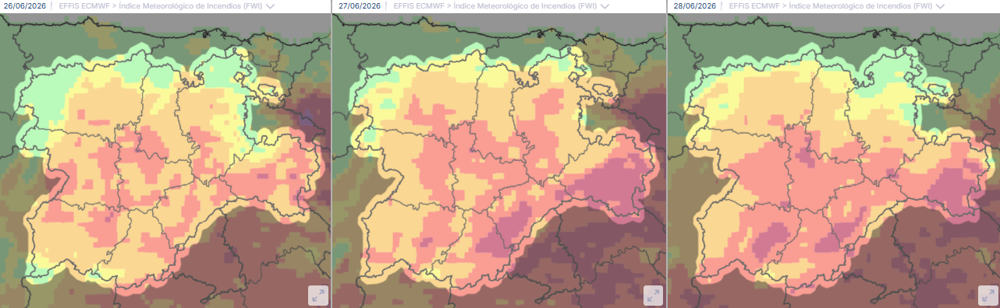 26/06/2026 EFFIS ECMWF > Índice Meteorológico de Incendios (FWI)
27/06/2026 EFFIS ECMWF > Índice Meteorológico de Incendios (FWI)
28/06/2026 EFFIS ECMWF > Índice Meteorológico de Incendios (FWI)